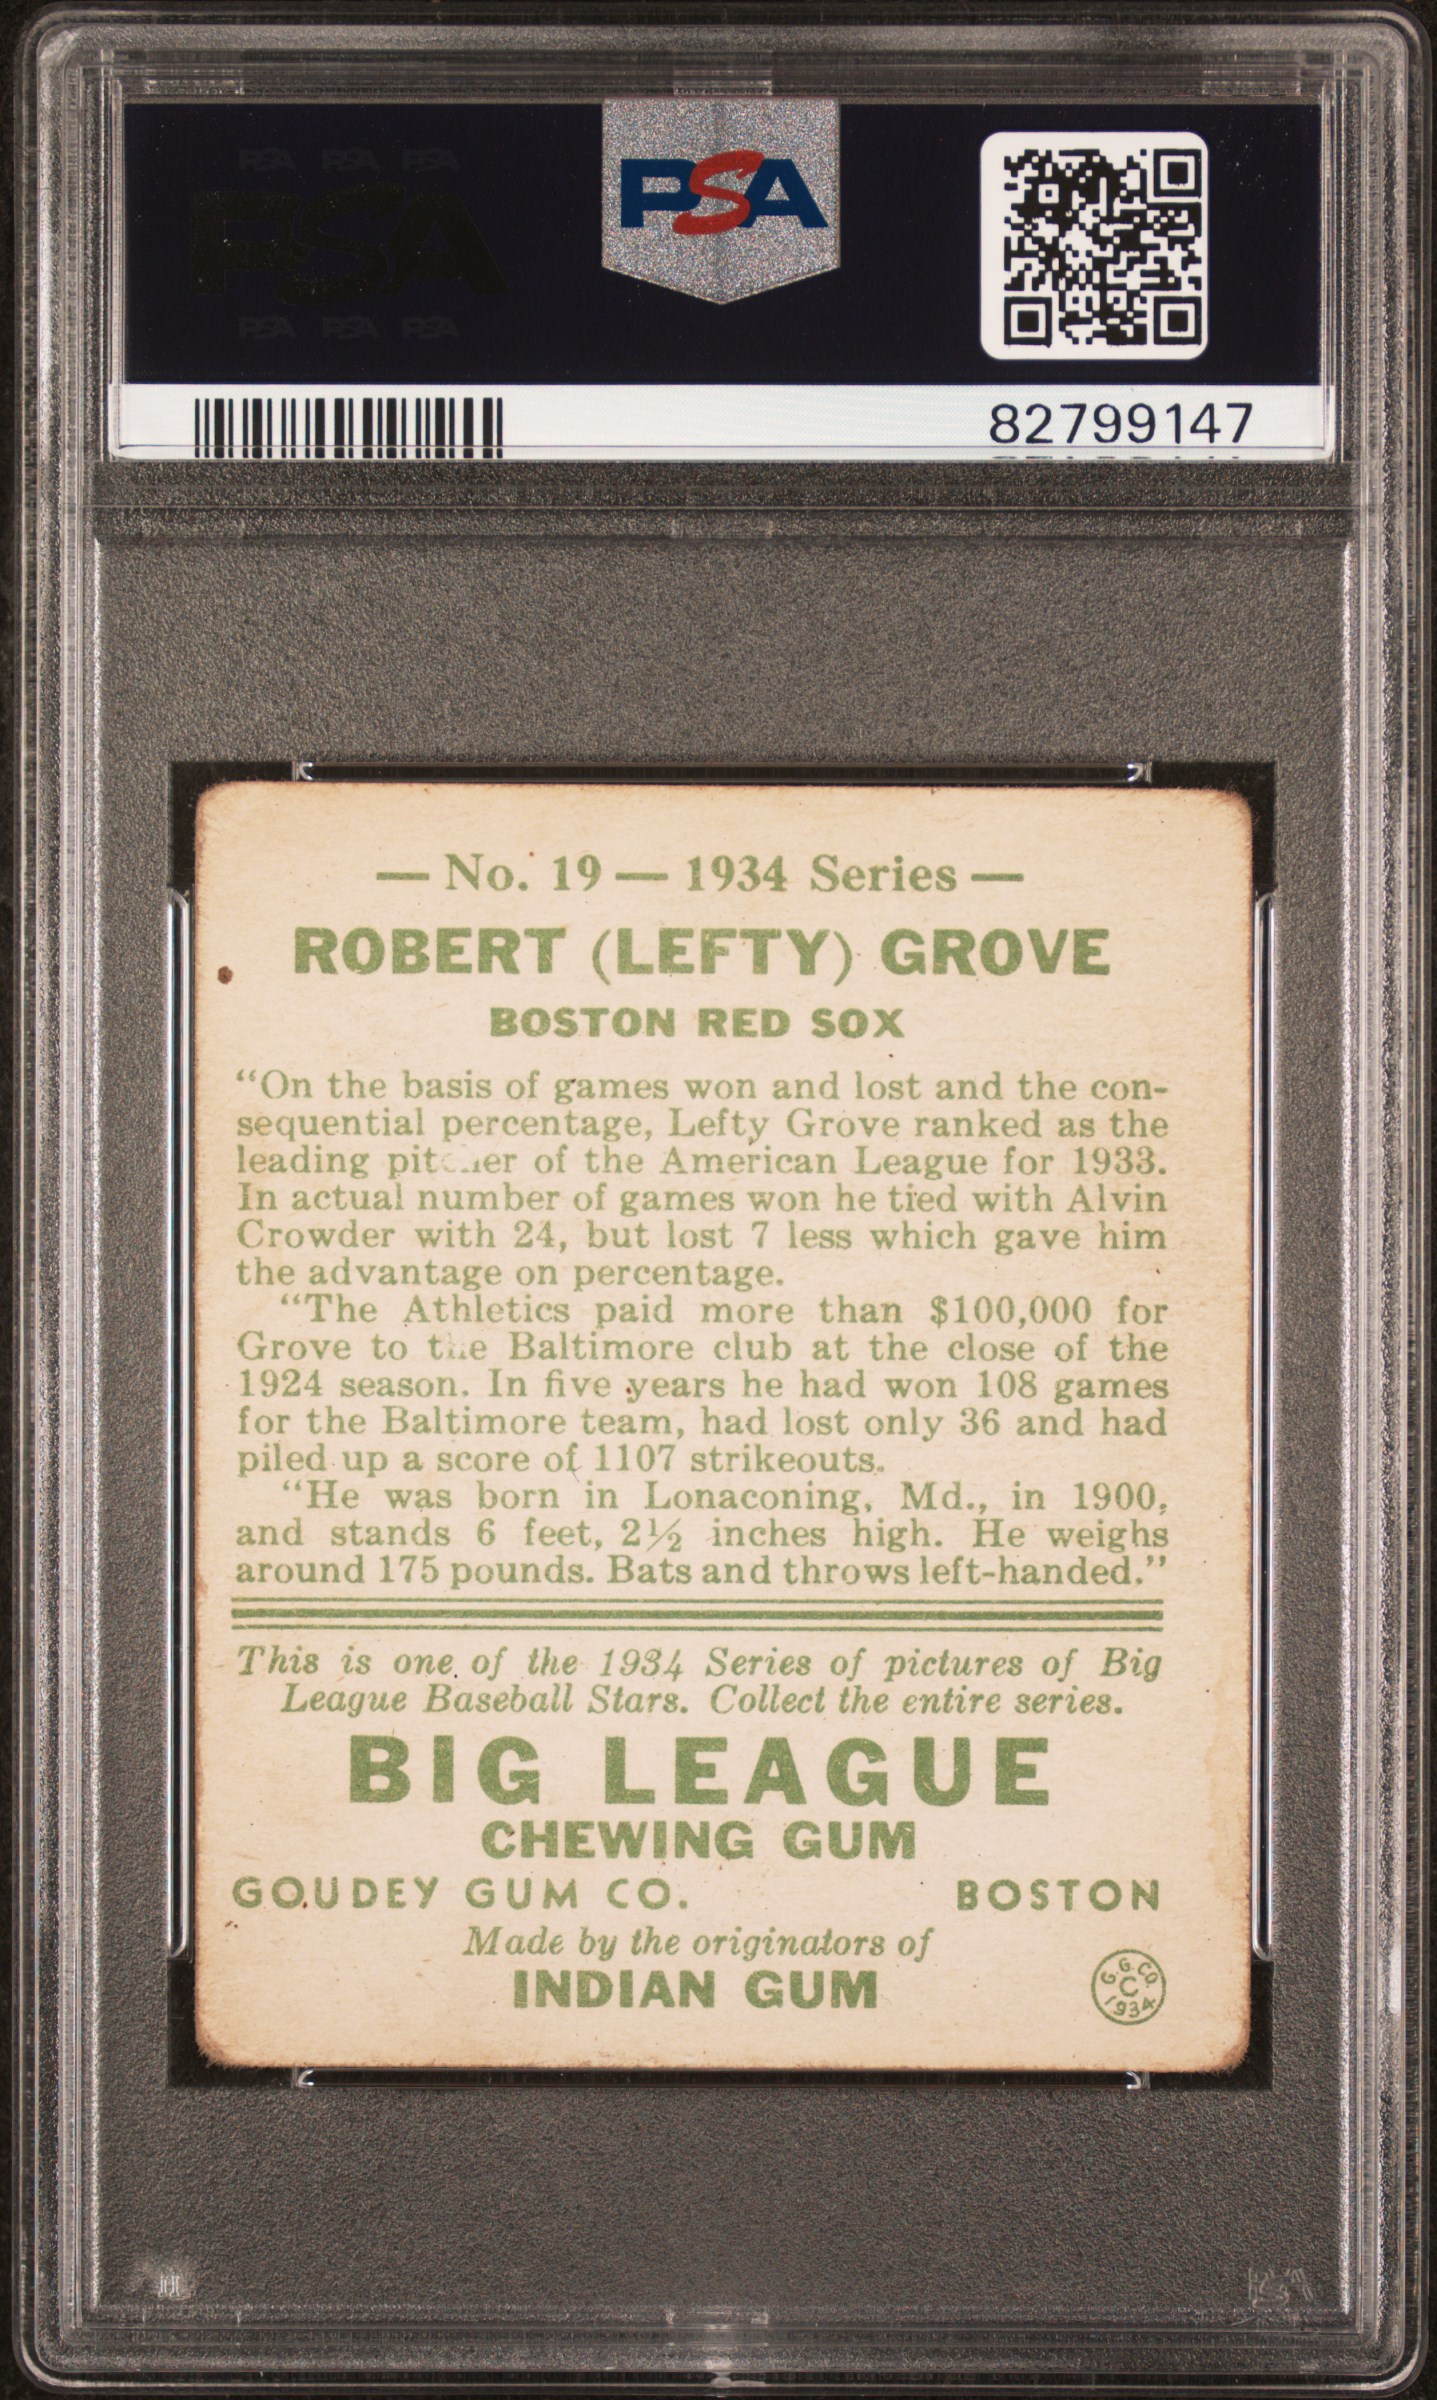 PSA PSA PSA
PSA
PSA PSA PSA
PSA
82799147
— No. 19 — 1934 Series —
ROBERT (LEFTY) GROVE
BOSTON RED SOX
“On the basis of games won and lost and the con-
sequential percentage, Lefty Grove ranked as the
leading pitcher of the American League for 1933.
In actual number of games won he tied with Alvin
Crowder with 24, but lost 7 less which gave him
the advantage on percentage.
“The Athletics paid more than $100,000 for
Grove to the Baltimore club at the close of the
1924 season. In five years he had won 108 games
for the Baltimore team, had lost only 36 and had
piled up a score of 1107 strikeouts.
“He was born in Lonaconing, Md., in 1900,
and stands 6 feet, 2½ inches high. He weighs
around 175 pounds. Bats and throws left-handed.”
This is one of the 1934 Series of pictures of Big
League Baseball Stars. Collect the entire series.
BIG LEAGUE
CHEWING GUM
GOUDEY GUM CO. BOSTON
Made by the originators of
INDIAN GUM
G.G.CO.
C
1934